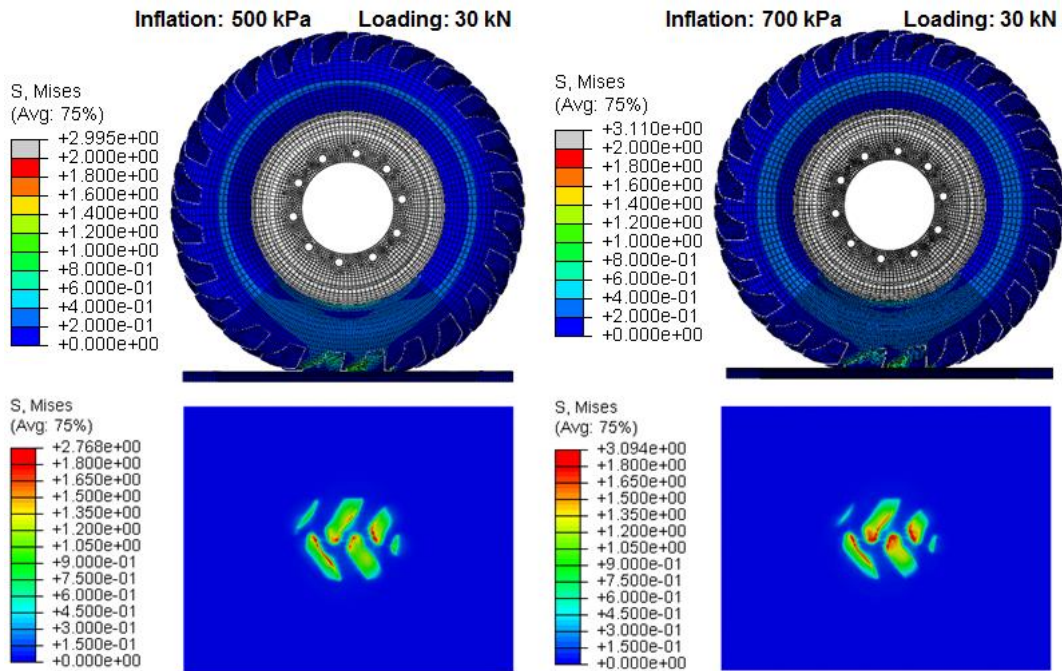 Inflation: 500 kPa Loading: 30 kN
S, Mises
(Avg: 75%)
+2.995e+00
+2.000e+00
+1.800e+00
+1.600e+00
+1.400e+00
+1.200e+00
+1.000e+00
+8.000e-01
+6.000e-01
+4.000e-01
+2.000e-01
+0.000e+00
Inflation: 700 kPa Loading: 30 kN
S, Mises
(Avg: 75%)
+3.110e+00
+2.000e+00
+1.800e+00
+1.600e+00
+1.400e+00
+1.200e+00
+1.000e+00
+8.000e-01
+6.000e-01
+4.000e-01
+2.000e-01
+0.000e+00
S, Mises
(Avg: 75%)
+2.768e+00
+1.800e+00
+1.650e+00
+1.500e+00
+1.350e+00
+1.200e+00
+1.050e+00
+9.000e-01
+7.500e-01
+6.000e-01
+4.500e-01
+3.000e-01
+1.500e-01
+0.000e+00
S, Mises
(Avg: 75%)
+3.094e+00
+1.800e+00
+1.650e+00
+1.500e+00
+1.350e+00
+1.200e+00
+1.050e+00
+9.000e-01
+7.500e-01
+6.000e-01
+4.500e-01
+3.000e-01
+1.500e-01
+0.000e+00